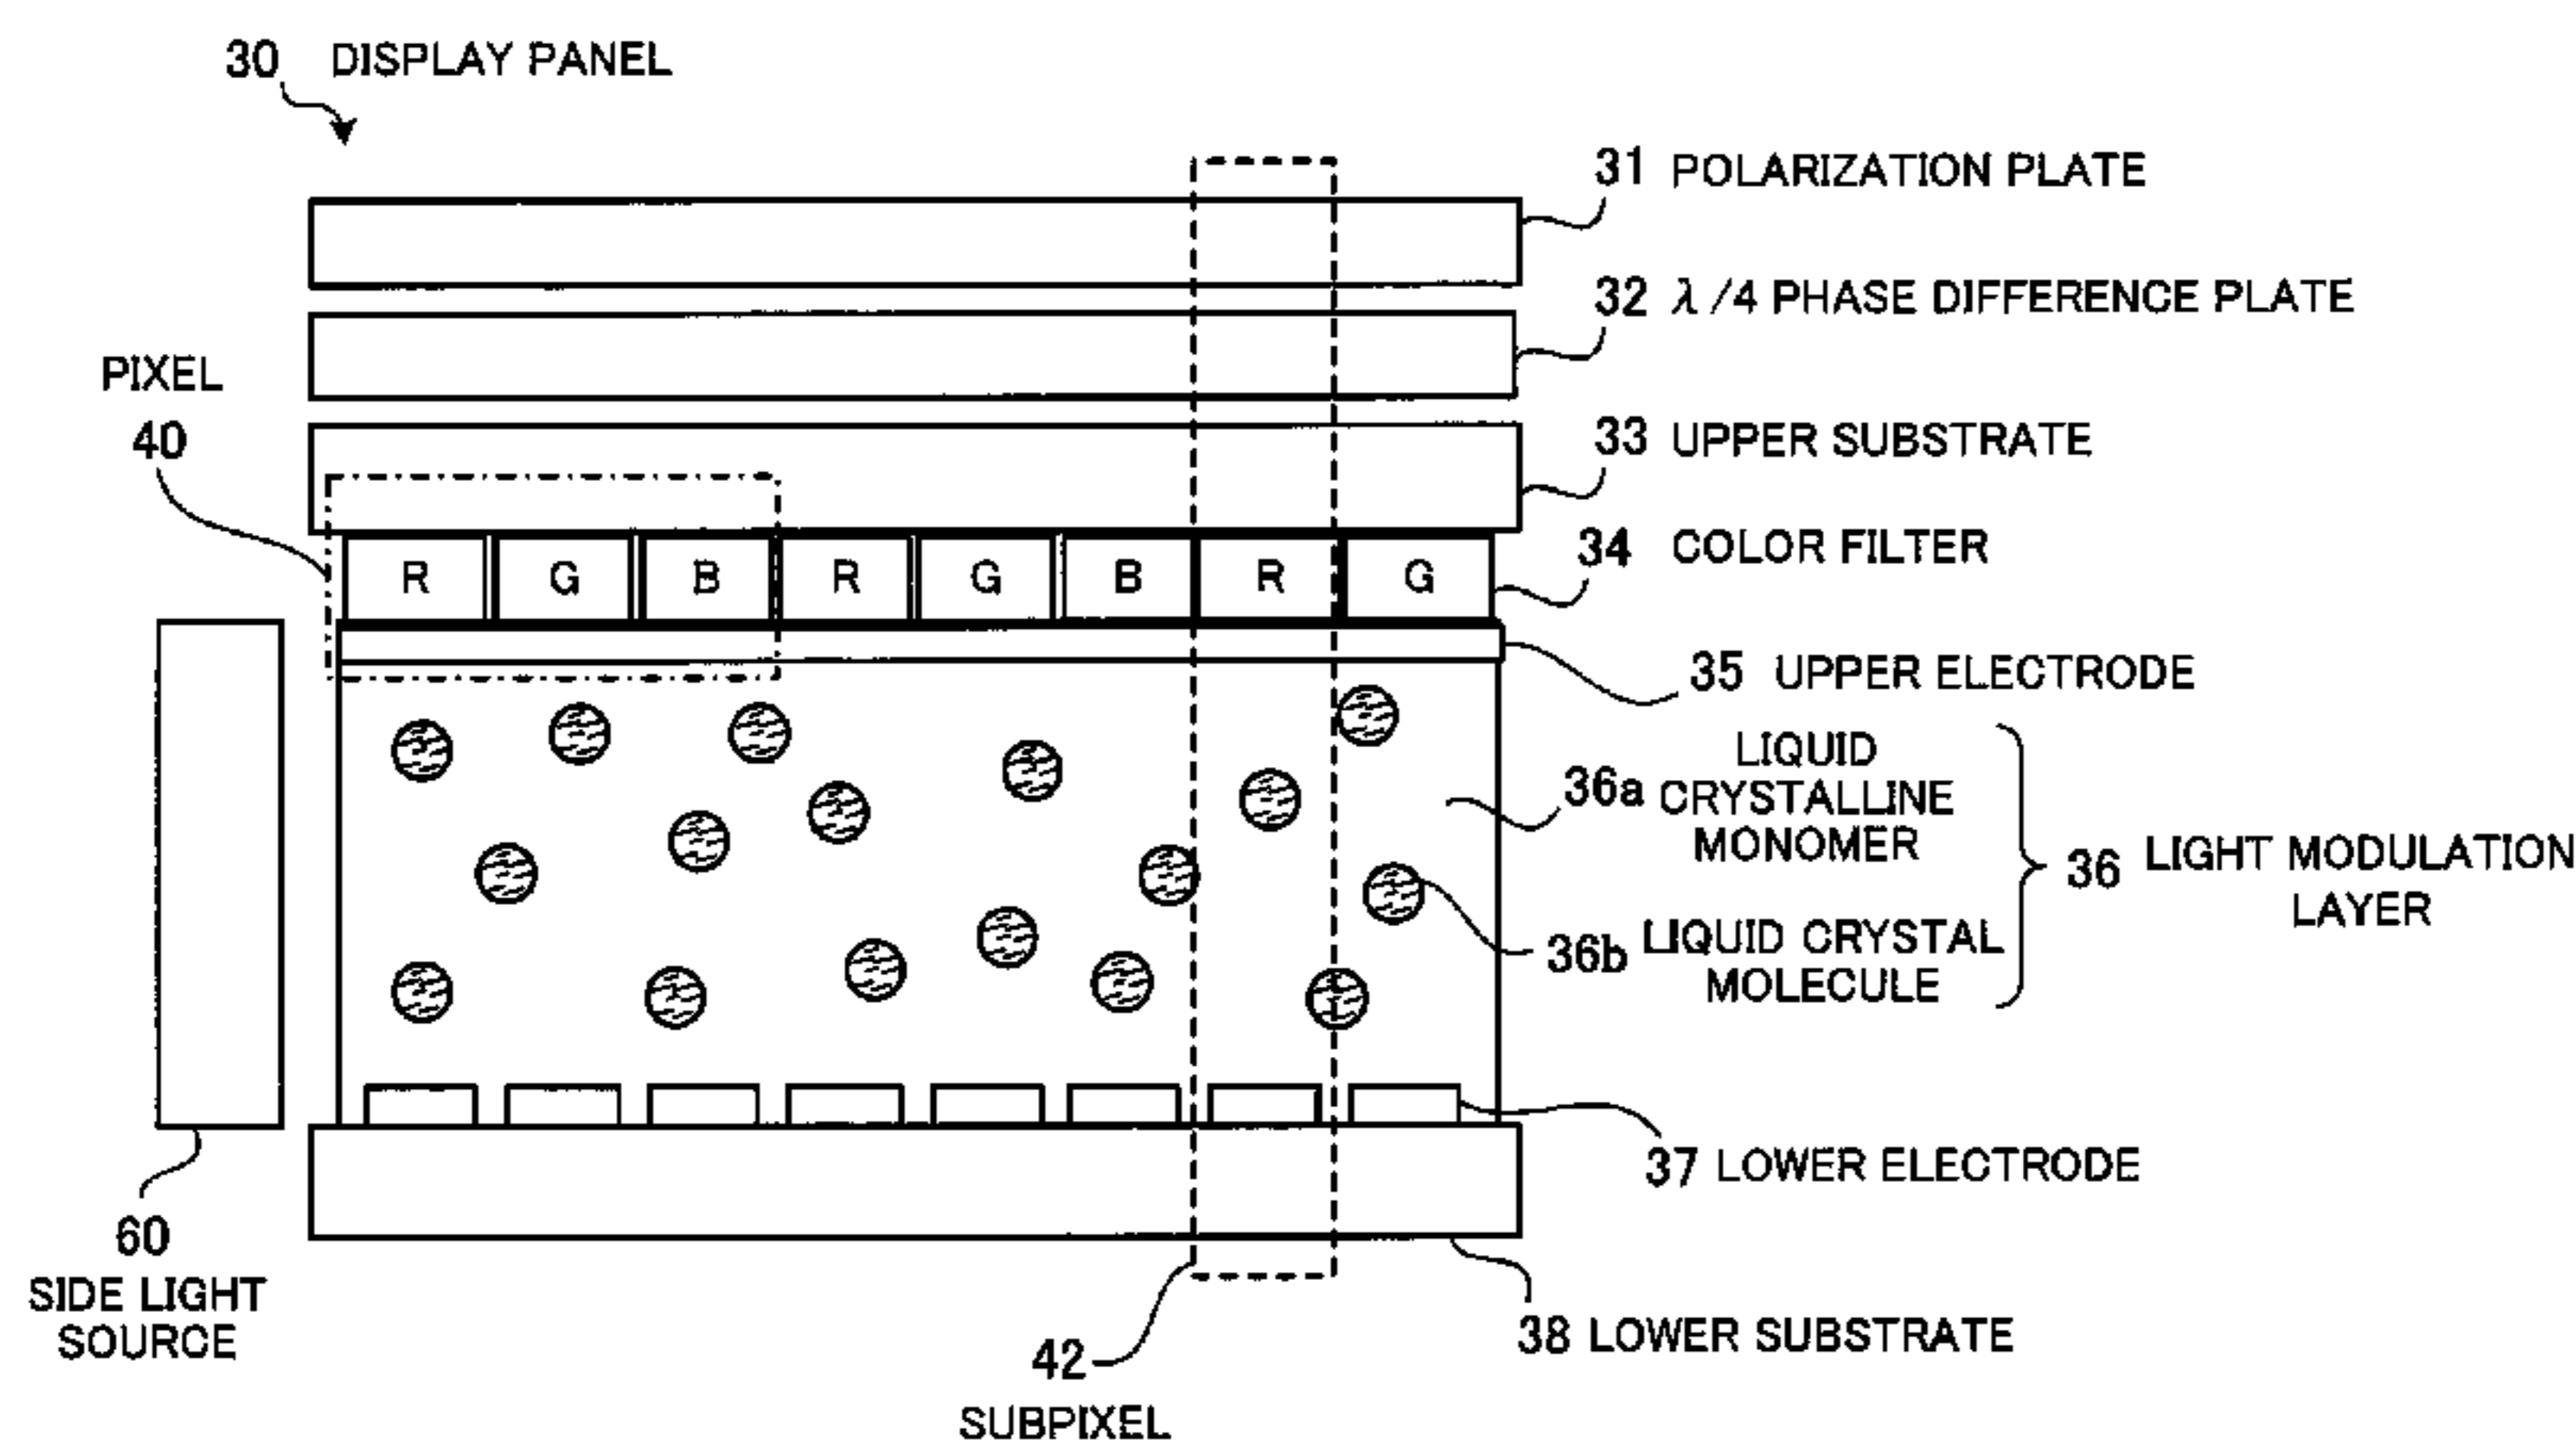 30 DISPLAY PANEL
31 POLARIZATION PLATE
32 λ/4 PHASE DIFFERENCE PLATE
PIXEL
40
33 UPPER SUBSTRATE
34 COLOR FILTER
R G B R G B R G
35 UPPER ELECTRODE
36a LIQUID
CRYSTALLINE
MONOMER
36 LIGHT MODULATION
LAYER
36b LIQUID CRYSTAL
MOLECULE
37 LOWER ELECTRODE
60
SIDE LIGHT
SOURCE
38 LOWER SUBSTRATE
42
SUBPIXEL